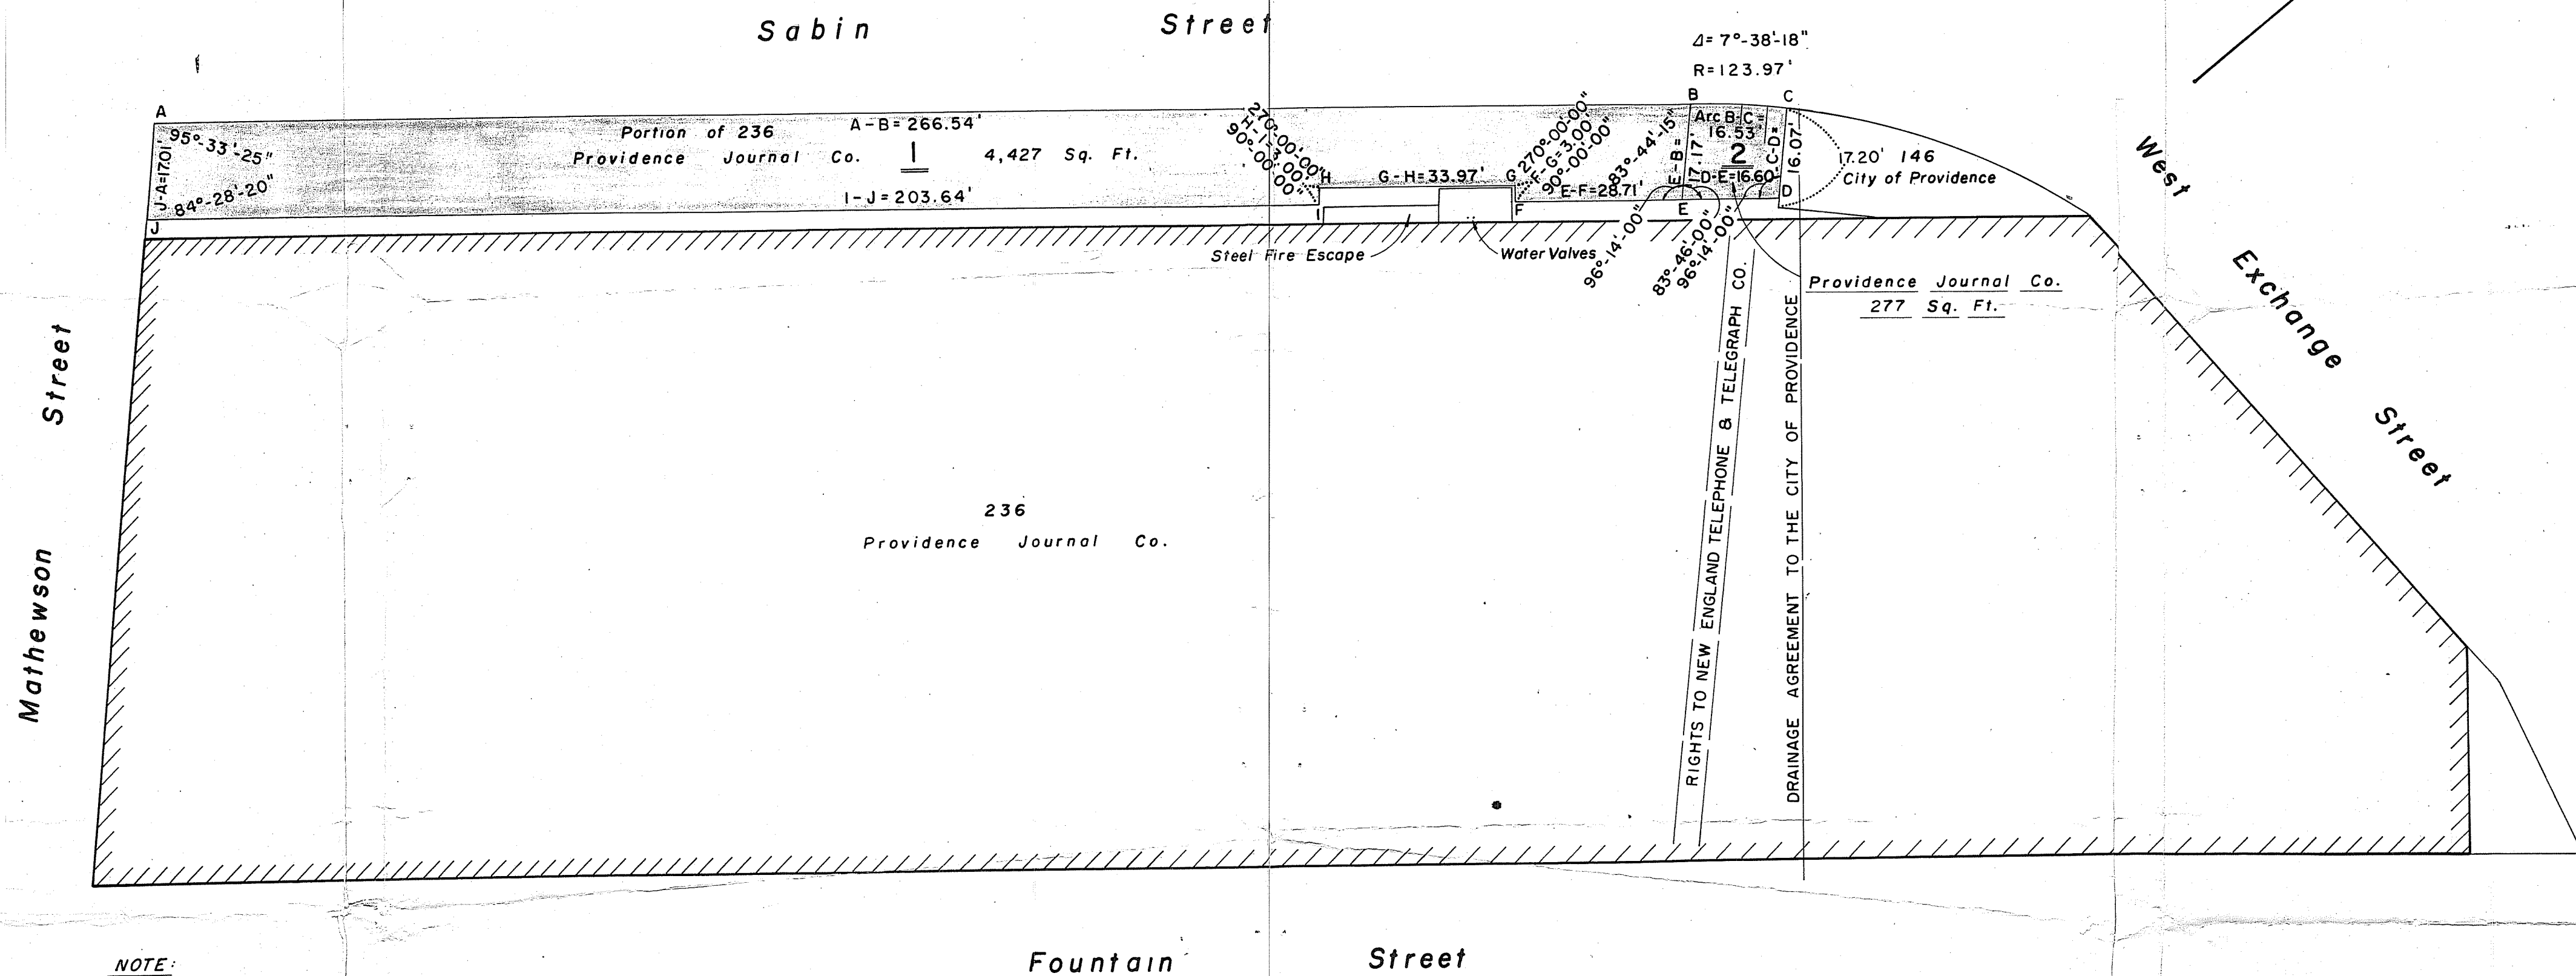 Sabin Street
Δ= 7°-38'-18"
R=123.97'
A
B
C
95°-33'-25"
J-A=17.01'
84°-28'-20"
J
Portion of 236
Providence Journal Co.
1
A-B= 266.54'
4,427 Sq. Ft.
I-J=203.64'
270°-00'-00"
H-I=3.00'
90°-00'-00"
H
I
G-H=33.97'
G
F
270°-00'-00"
F-G=3.00'
90°-00'-00"
E-F=28.71'
83°-44'-15"
E-B=
17.17'
Arc B-C=
16.53'
2
D-E=16.60'
C-D=
16.07'
D
E
17.20'
146
City of Providence
96°-14'-00"
83°-46'-00"
96°-14'-00"
Steel Fire Escape
Water Valves
Providence Journal Co.
277 Sq. Ft.
West Exchange Street
Mathewson Street
236
Providence Journal Co.
RIGHTS TO NEW ENGLAND TELEPHONE & TELEGRAPH CO.
DRAINAGE AGREEMENT TO THE CITY OF PROVIDENCE
Fountain Street
NOTE: